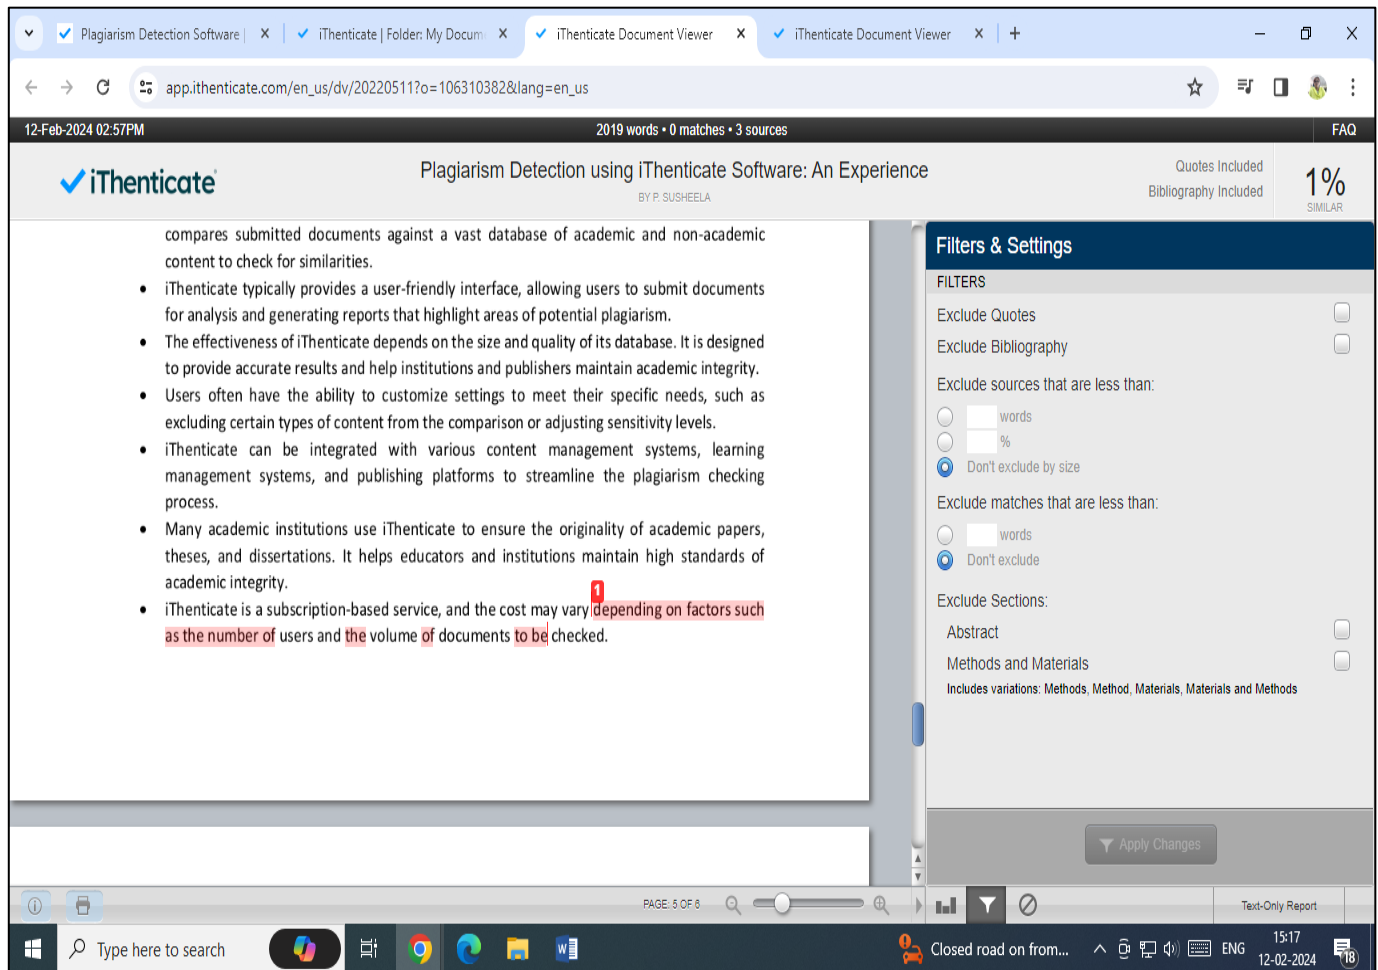 Plagiarism Detection Software |
iThenticate | Folder: My Docum
iThenticate Document Viewer
iThenticate Document Viewer
app.ithenticate.com/en_us/dv/20220511?o=106310382&lang=en_us
12-Feb-2024 02:57PM
2019 words • 0 matches • 3 sources
FAQ
iThenticate
Plagiarism Detection using iThenticate Software: An Experience
BY P. SUSHEELA
Quotes Included
Bibliography Included
1%
SIMILAR
compares submitted documents against a vast database of academic and non-academic
content to check for similarities.
• iThenticate typically provides a user-friendly interface, allowing users to submit documents
for analysis and generating reports that highlight areas of potential plagiarism.
• The effectiveness of iThenticate depends on the size and quality of its database. It is designed
to provide accurate results and help institutions and publishers maintain academic integrity.
• Users often have the ability to customize settings to meet their specific needs, such as
excluding certain types of content from the comparison or adjusting sensitivity levels.
• iThenticate can be integrated with various content management systems, learning
management systems, and publishing platforms to streamline the plagiarism checking
process.
• Many academic institutions use iThenticate to ensure the originality of academic papers,
theses, and dissertations. It helps educators and institutions maintain high standards of
academic integrity.
1
• iThenticate is a subscription-based service, and the cost may vary depending on factors such
as the number of users and the volume of documents to be checked.
Filters & Settings
FILTERS
Exclude Quotes
Exclude Bibliography
Exclude sources that are less than:
words
%
Don't exclude by size
Exclude matches that are less than:
words
Don't exclude
Exclude Sections:
Abstract
Methods and Materials
Includes variations: Methods, Method, Materials, Materials and Methods
Apply Changes
PAGE: 5 OF 6
Text-Only Report
Type here to search
Closed road on from...
ENG
15:17
12-02-2024
18